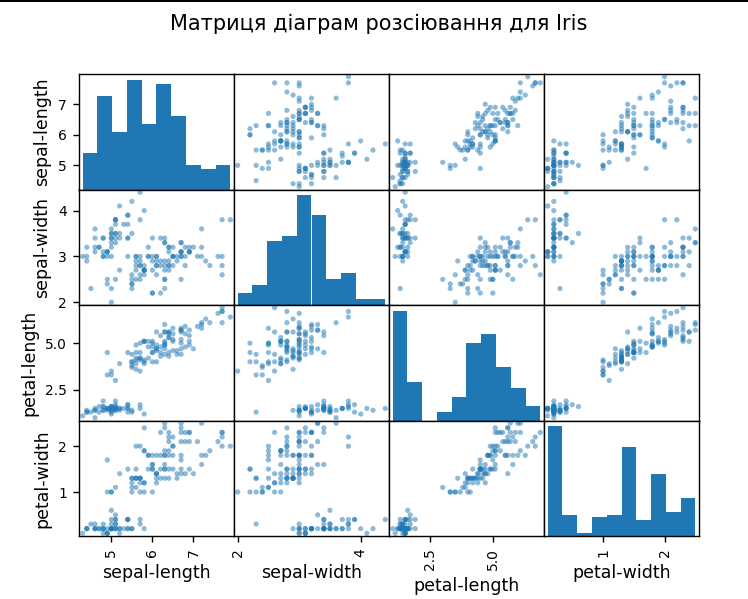 Матриця діаграм розсіювання для Iris
sepal-length
7
6
5
sepal-width
4
3
2
petal-length
5.0
2.5
petal-width
2
1
5 6 7 2 4 2.5 5.0 1 2
sepal-length sepal-width petal-length petal-width